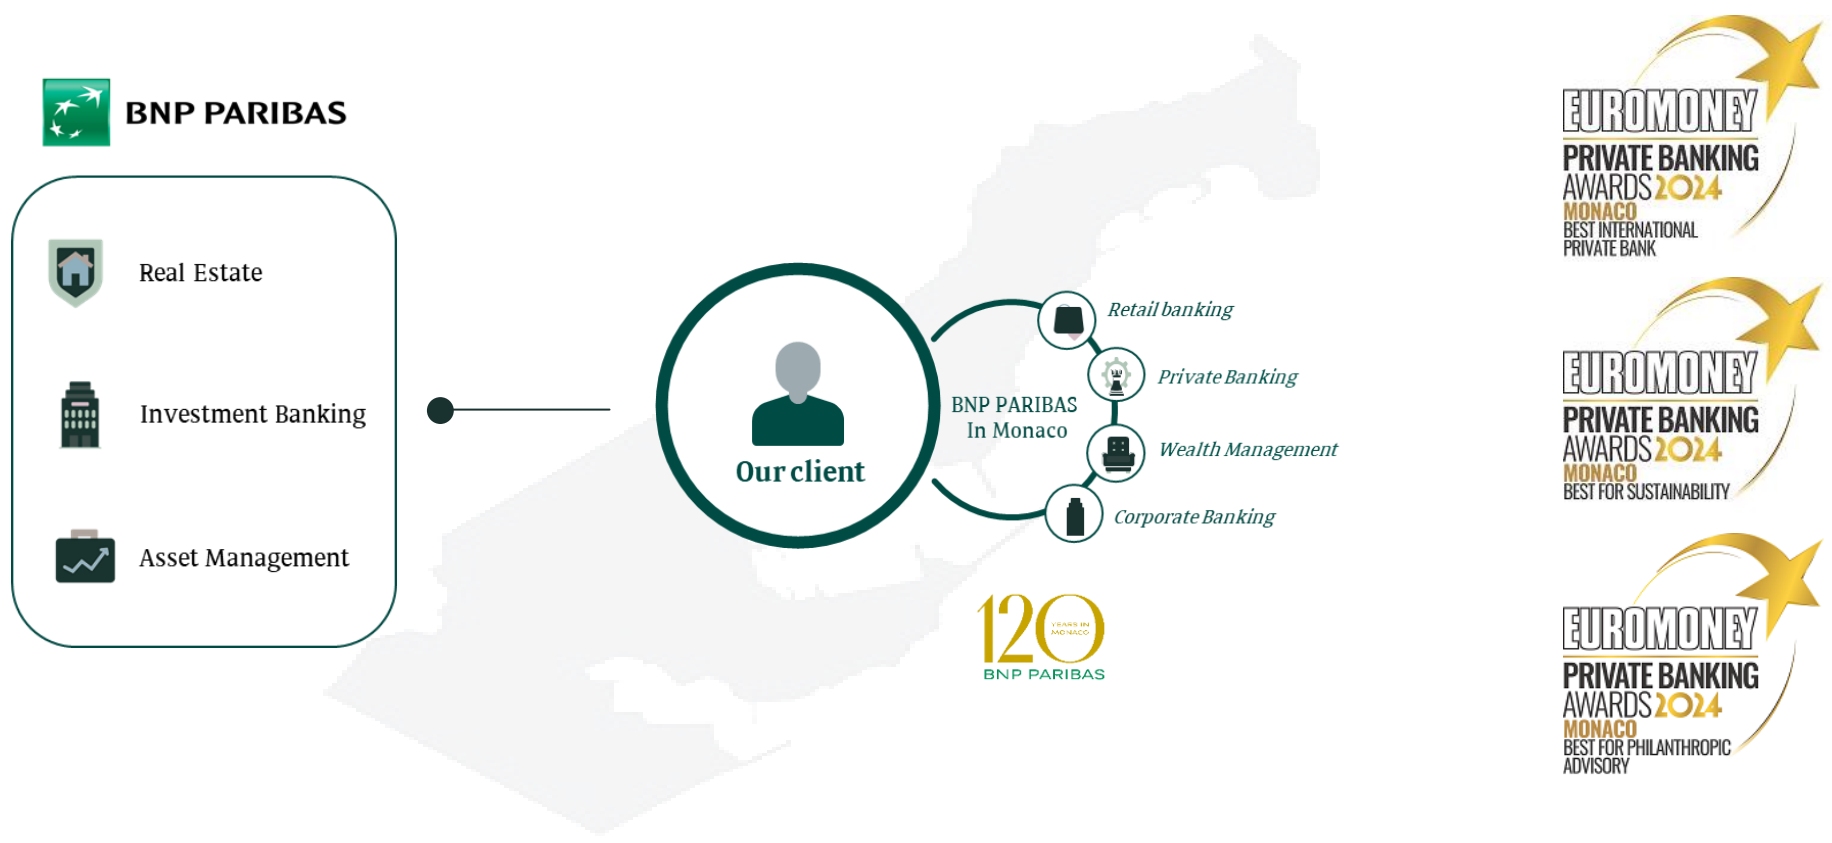 BNP PARIBAS
Real Estate
Investment Banking
Asset Management
Our client
BNP PARIBAS
In Monaco
Retail banking
Private Banking
Wealth Management
Corporate Banking
120
YEARS IN
MONACO
BNP PARIBAS
EUROMONEY
PRIVATE BANKING
AWARDS 2024
MONACO
BEST INTERNATIONAL
PRIVATE BANK
EUROMONEY
PRIVATE BANKING
AWARDS 2024
MONACO
BEST FOR SUSTAINABILITY
EUROMONEY
PRIVATE BANKING
AWARDS 2024
MONACO
BEST FOR PHILANTHROPIC
ADVISORY